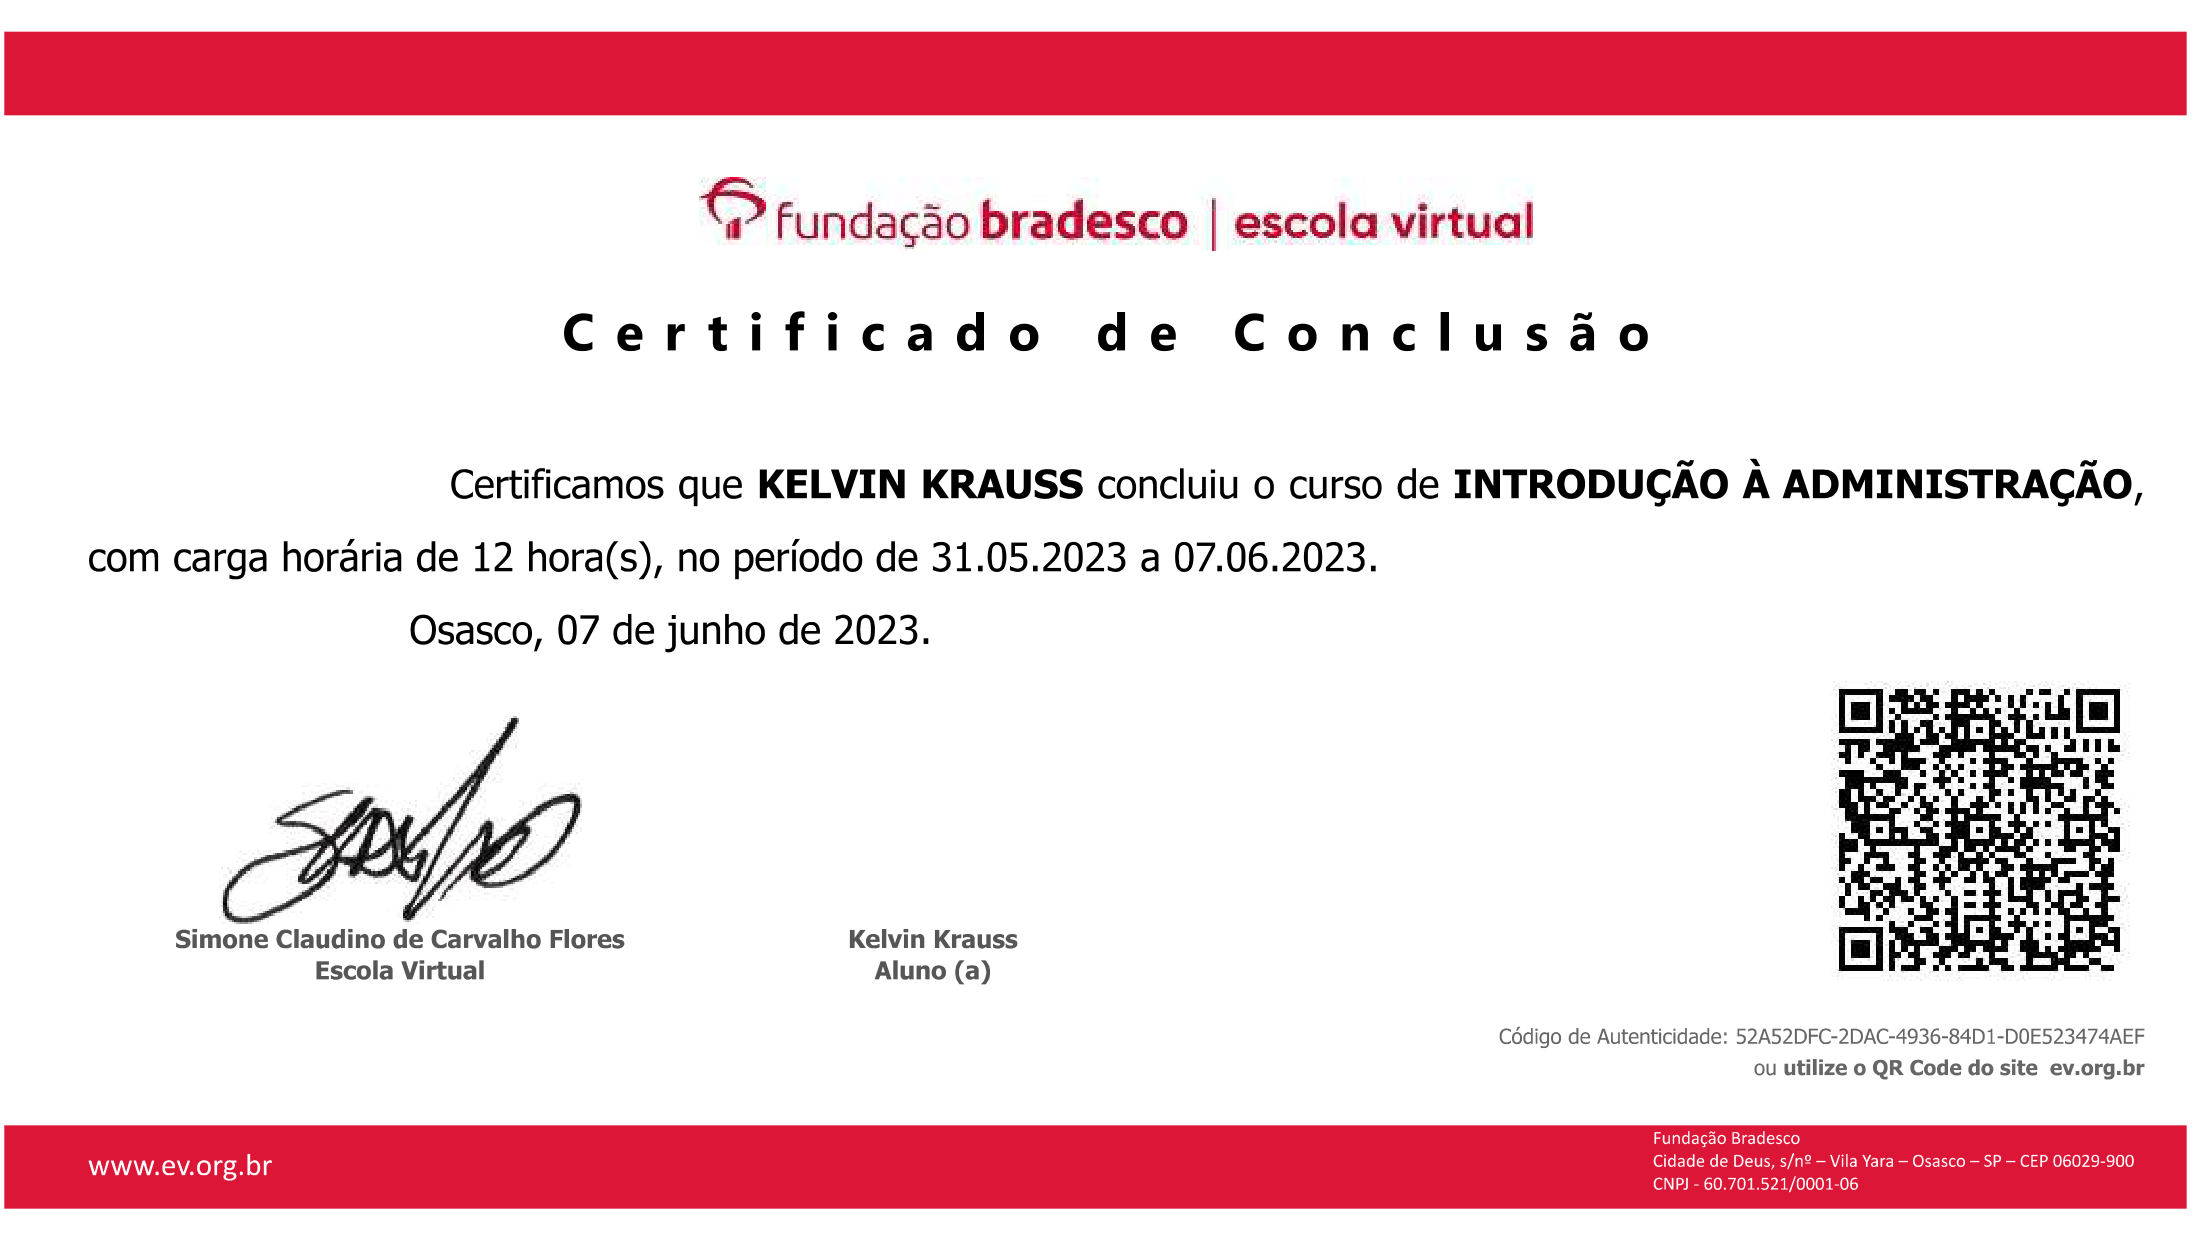 fundação bradesco | escola virtual
Certificado de Conclusão
Certificamos que KELVIN KRAUSS concluiu o curso de INTRODUÇÃO À ADMINISTRAÇÃO,
com carga horária de 12 hora(s), no período de 31.05.2023 a 07.06.2023.
Osasco, 07 de junho de 2023.
Simone Claudino de Carvalho Flores
Escola Virtual
Kelvin Krauss
Aluno (a)
Código de Autenticidade: 52A52DFC-2DAC-4936-84D1-D0E523474AEF
ou utilize o QR Code do site ev.org.br
www.ev.org.br
Fundação Bradesco
Cidade de Deus, s/nº – Vila Yara – Osasco – SP – CEP 06029-900
CNPJ - 60.701.521/0001-06